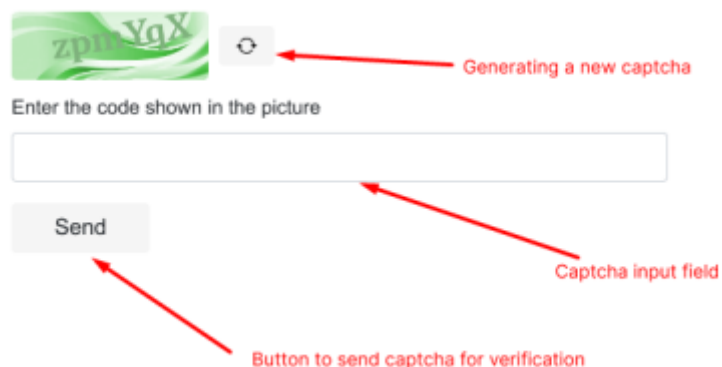 zpmYqX
Generating a new captcha
Enter the code shown in the picture
Send
Captcha input field
Button to send captcha for verification